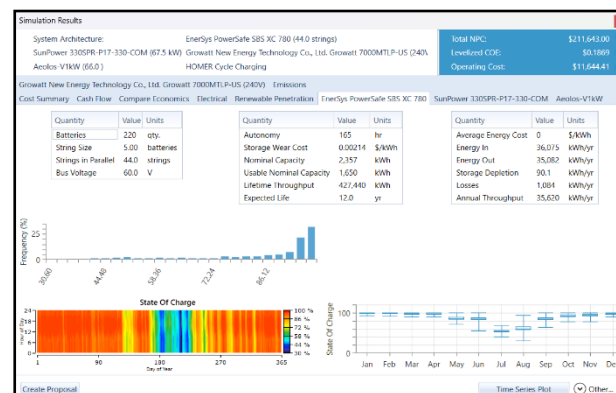 Simulation Results
System Architecture: EnerSys PowerSafe SBS XC 780 (44.0 strings)
SunPower 330SPR-P17-330-COM (67.5 kW) Growatt New Energy Technology Co., Ltd. Growatt 7000MTLP-US (240V
Aeolos-V1kW (66.0 ) HOMER Cycle Charging
Total NPC: $211,643.00
Levelized COE: $0.1869
Operating Cost: $11,644.41
Growatt New Energy Technology Co., Ltd. Growatt 7000MTLP-US (240V) Emissions
Cost Summary Cash Flow Compare Economics Electrical Renewable Penetration EnerSys PowerSafe SBS XC 780 SunPower 330SPR-P17-330-COM Aeolos-V1kW
Quantity Value Units
Batteries 220 qty.
String Size 5.00 batteries
Strings in Parallel 44.0 strings
Bus Voltage 60.0 V
Quantity Value Units
Autonomy 165 hr
Storage Wear Cost 0.00214 $/kWh
Nominal Capacity 2,357 kWh
Usable Nominal Capacity 1,650 kWh
Lifetime Throughput 427,440 kWh
Expected Life 12.0 yr
Quantity Value Units
Average Energy Cost 0 $/kWh
Energy In 36,075 kWh/yr
Energy Out 35,082 kWh/yr
Storage Depletion 90.1 kWh/yr
Losses 1,084 kWh/yr
Annual Throughput 35,620 kWh/yr
Frequency (%)
25
0
30.60 44.48 58.36 72.24 86.12
State Of Charge
Hour of Day
24
18
12
6
0
1 90 180 270 365
Day of Year
100 %
86 %
72 %
58 %
44 %
30 %
State Of Charge
100
0
Jan Feb Mar Apr May Jun Jul Aug Sep Oct Nov De
Create Proposal Time Series Plot Other...